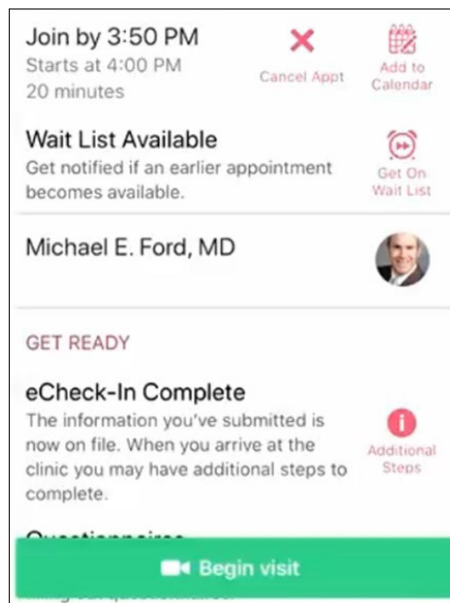 Join by 3:50 PM
Starts at 4:00 PM
20 minutes
Cancel Appt
Add to
Calendar
Wait List Available
Get notified if an earlier appointment
becomes available.
Get On
Wait List
Michael E. Ford, MD
GET READY
eCheck-In Complete
The information you've submitted is
now on file. When you arrive at the
clinic you may have additional steps to
complete.
Additional
Steps
Questionnaires
Begin visit